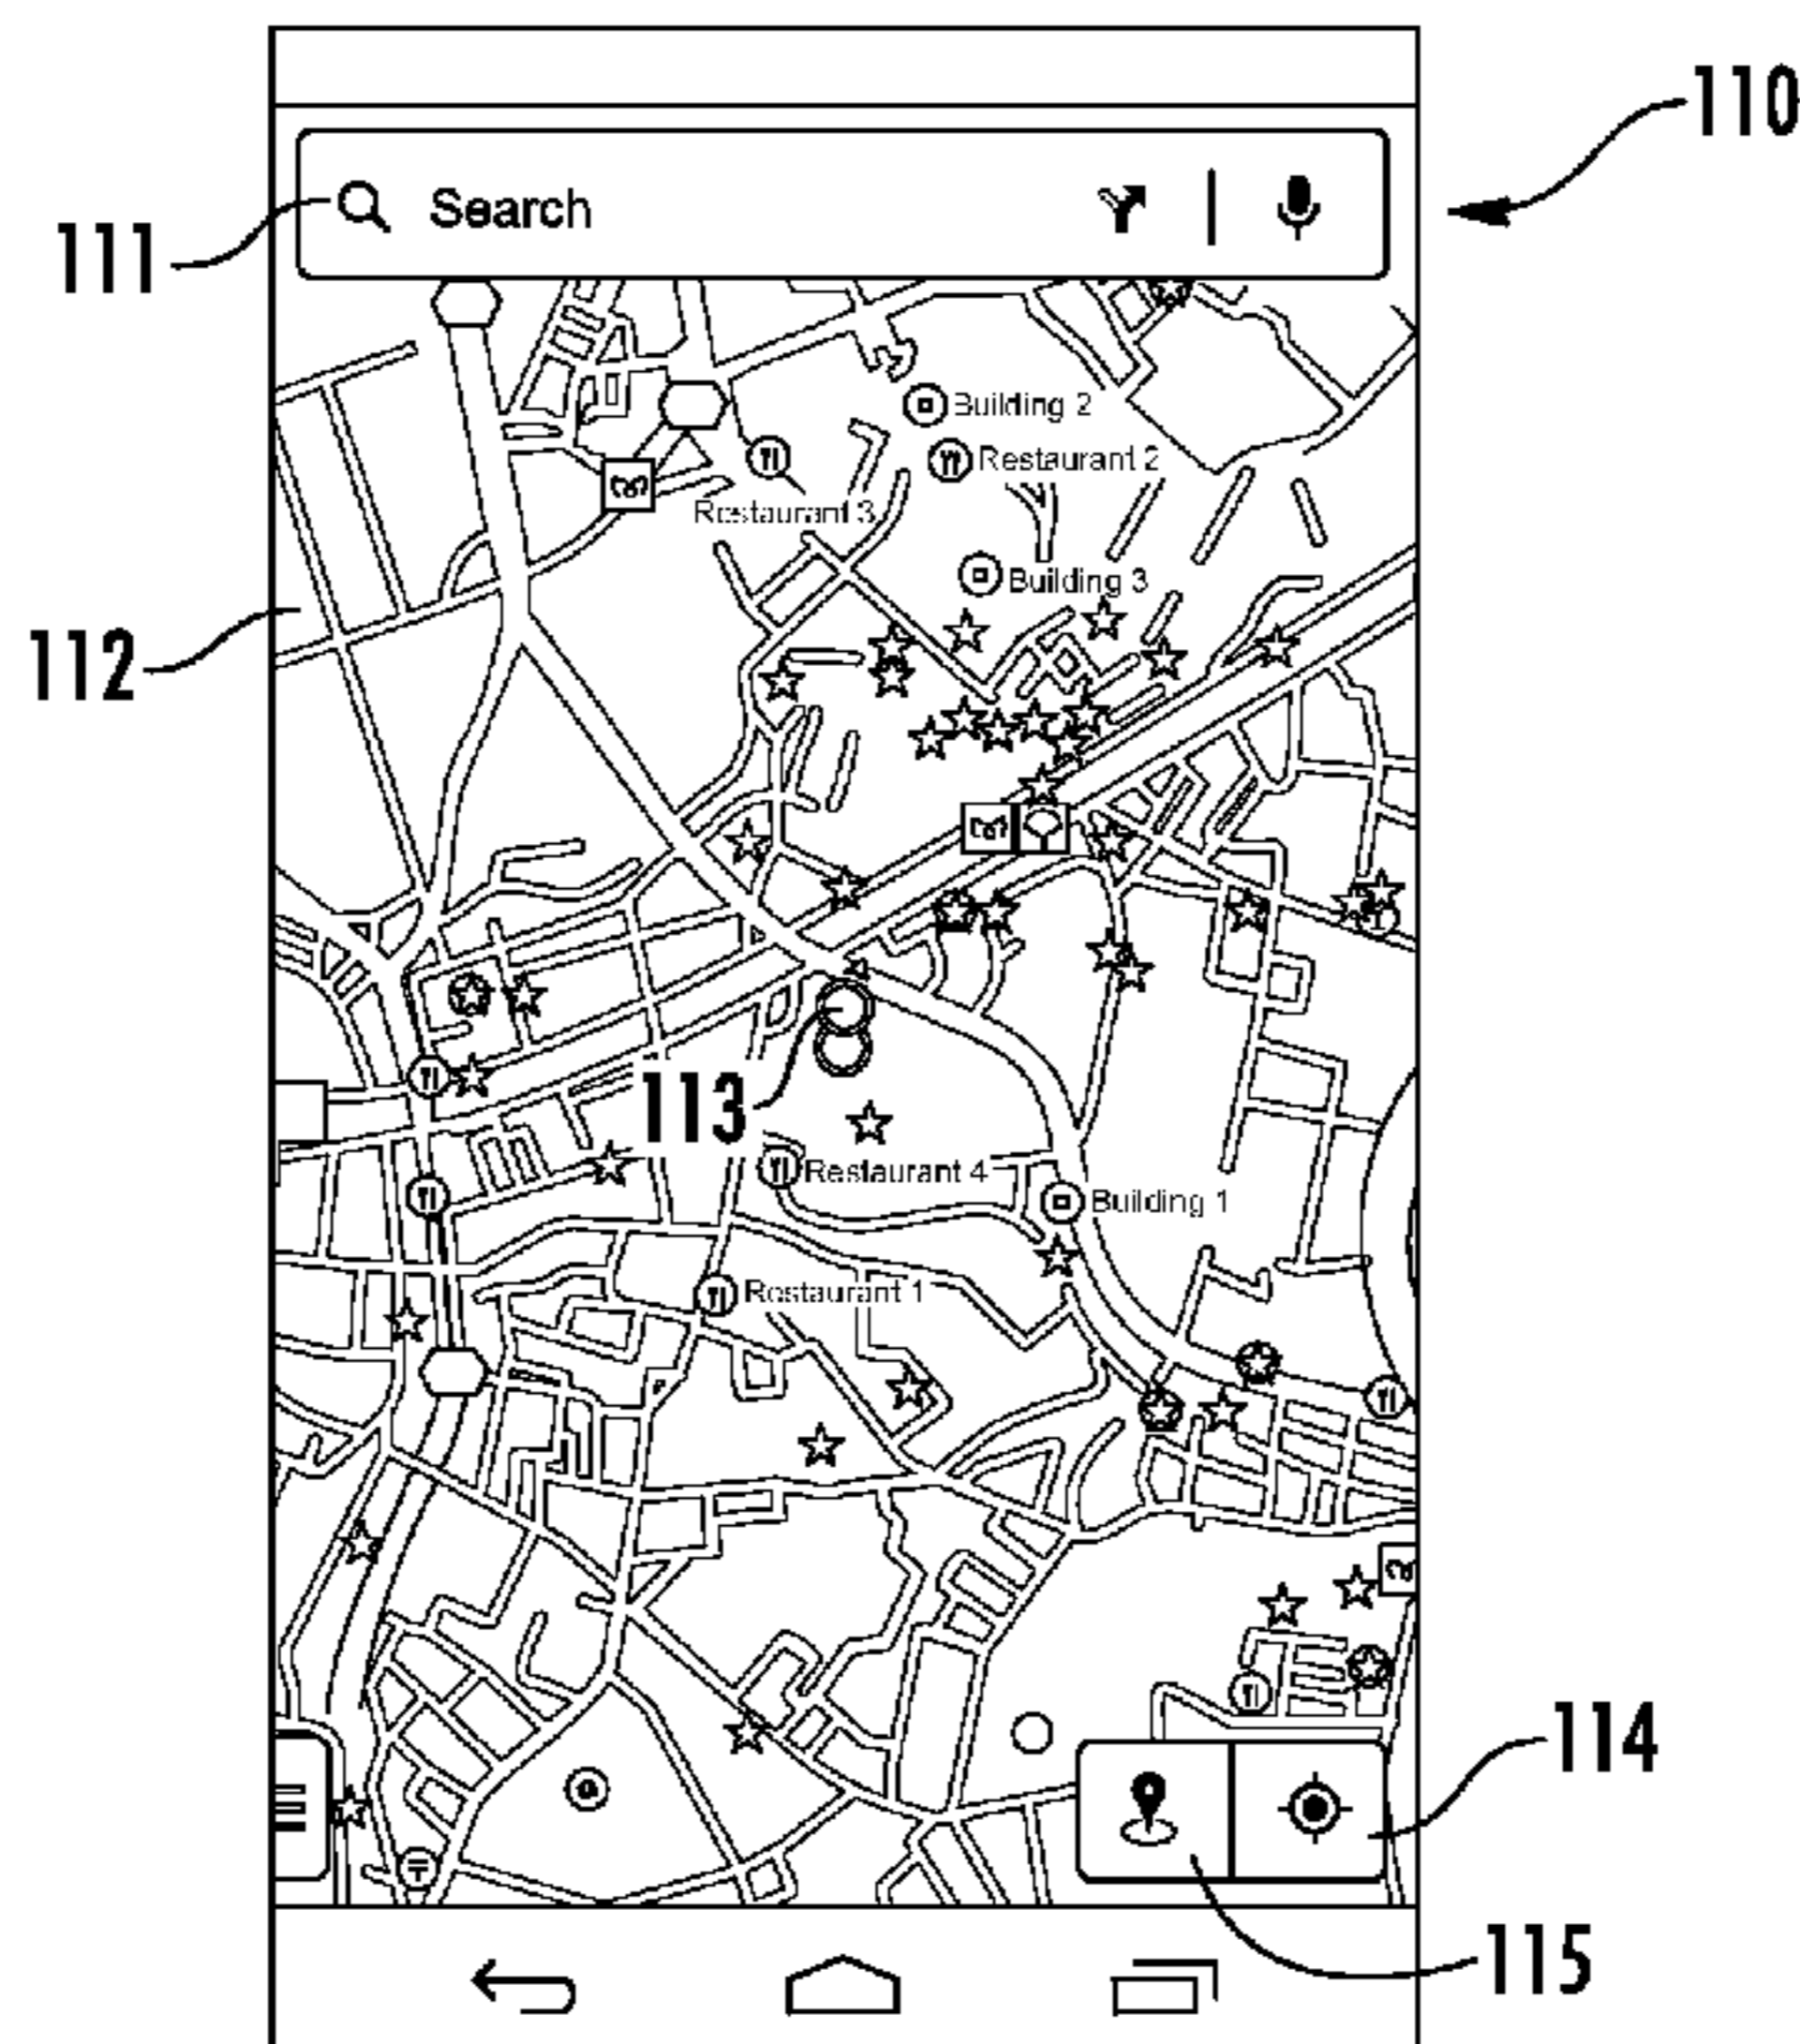 110
111
Search
Building 2
Restaurant 2
Restaurant 3
Building 3
112
113
Restaurant 4
Building 1
Restaurant 1
114
115